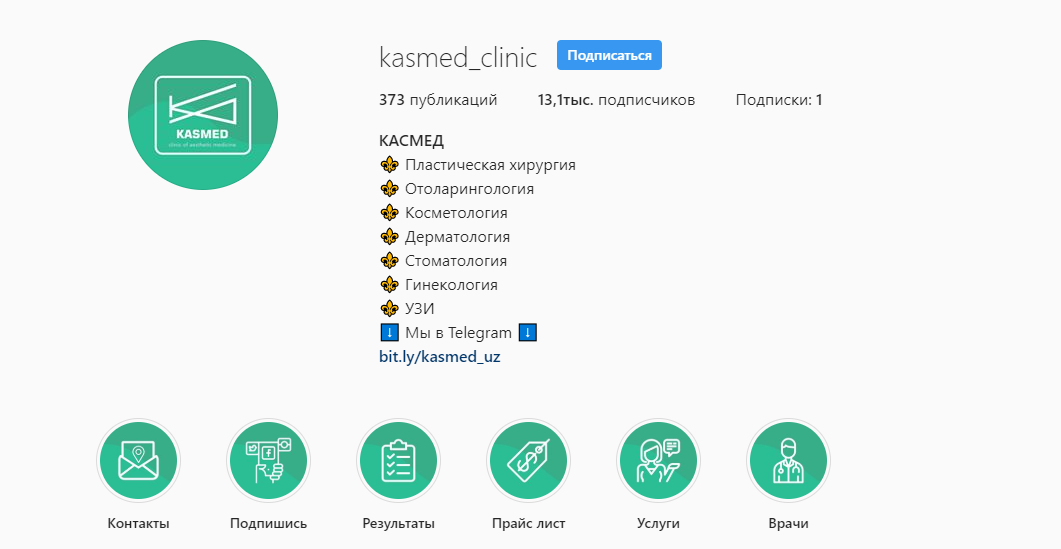 kasmed_clinic Подписаться
373 публикаций 13,1тыс. подписчиков Подписки: 1
KASMED
clinic of aesthetic medicine
КАСМЕД
Пластическая хирургия
Отоларингология
Косметология
Дерматология
Стоматология
Гинекология
УЗИ
Мы в Telegram
bit.ly/kasmed_uz
Контакты Подпишись Результаты Прайс лист Услуги Врачи